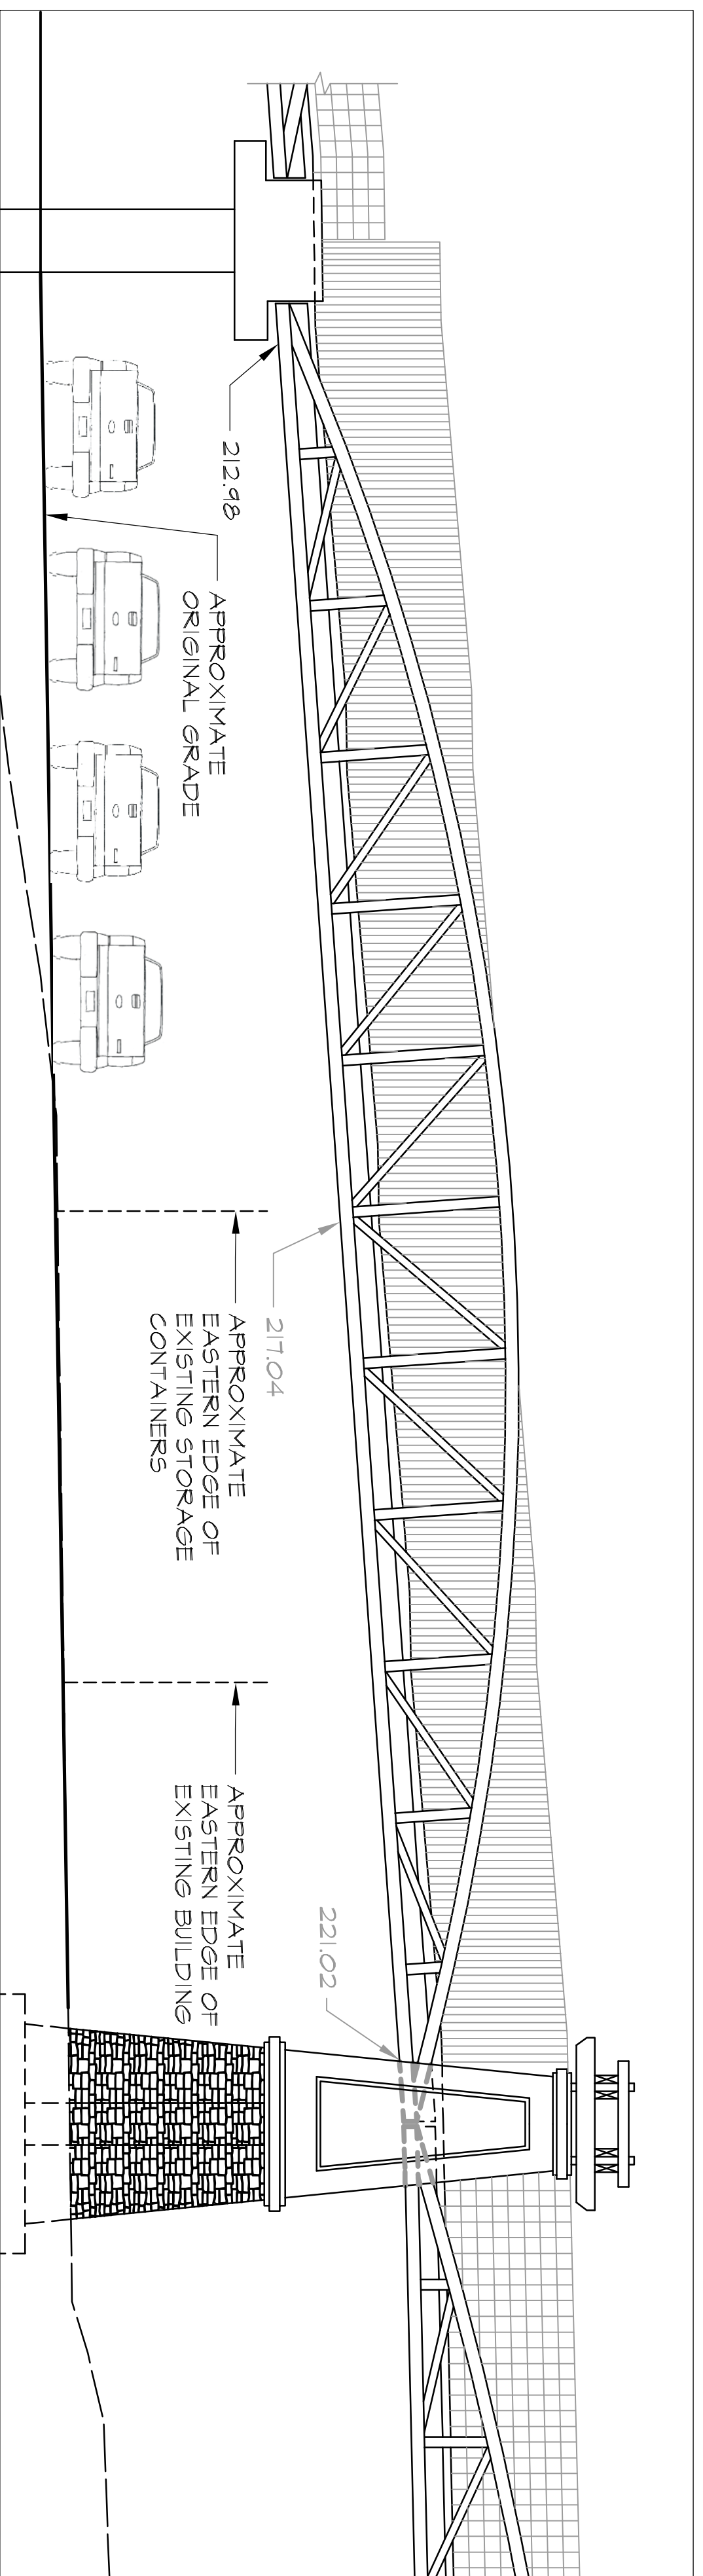 212.98
APPROXIMATE
ORIGINAL GRADE
217.04
APPROXIMATE
EASTERN EDGE OF
EXISTING STORAGE
CONTAINERS
APPROXIMATE
EASTERN EDGE OF
EXISTING BUILDING
221.02